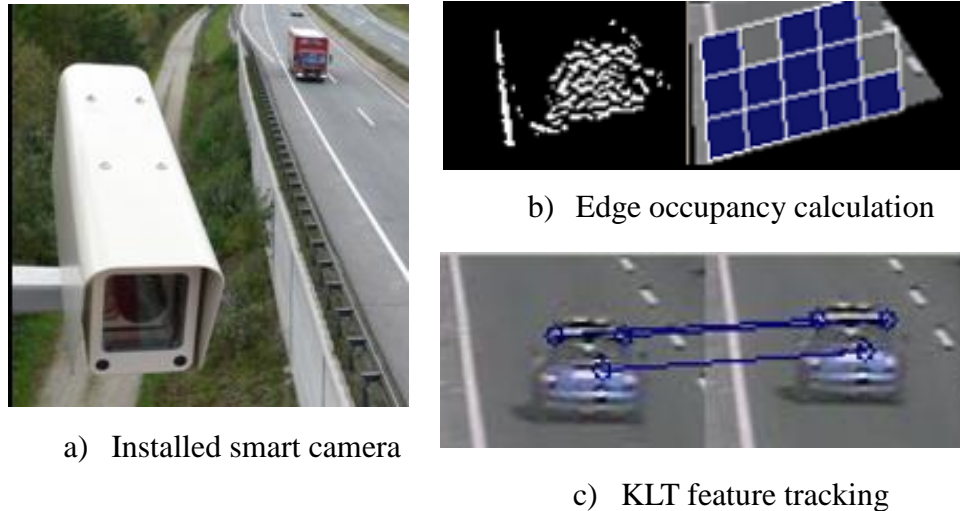 a) Installed smart camera
b) Edge occupancy calculation
c) KLT feature tracking